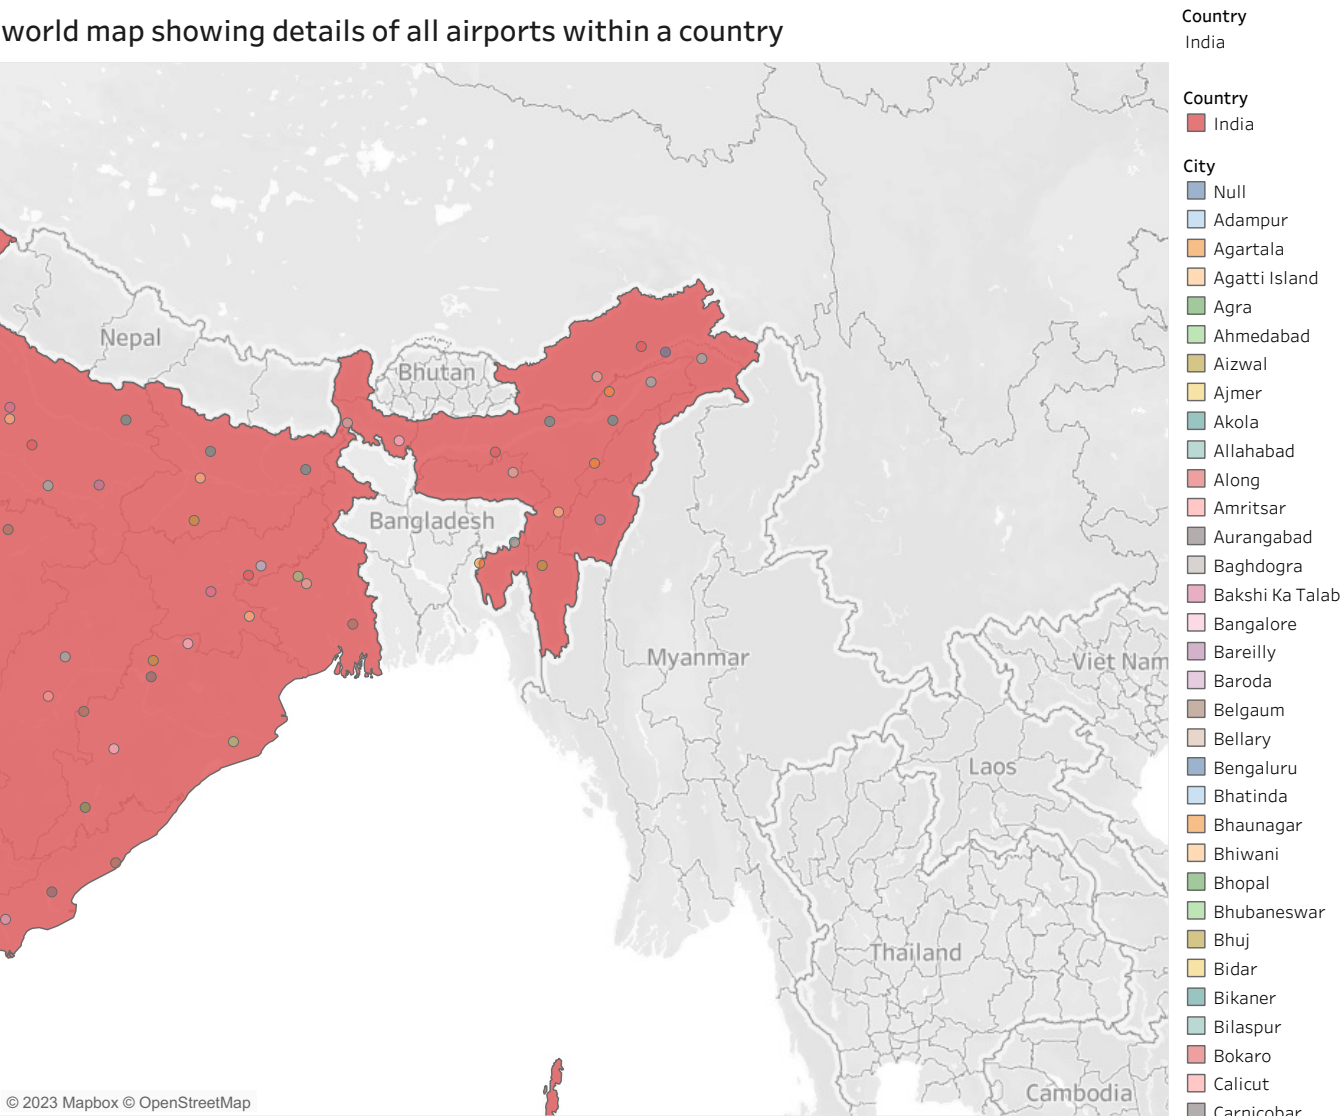 world map showing details of all airports within a country
Country
India
Country
India
City
Null
Adampur
Agartala
Agatti Island
Agra
Ahmedabad
Aizwal
Ajmer
Akola
Allahabad
Along
Amritsar
Aurangabad
Baghdogra
Bakshi Ka Talab
Bangalore
Bareilly
Baroda
Belgaum
Bellary
Bengaluru
Bhatinda
Bhaunagar
Bhiwani
Bhopal
Bhubaneswar
Bhuj
Bidar
Bikaner
Bilaspur
Bokaro
Calicut
Carnicobar
Nepal
Bhutan
Bangladesh
Myanmar
Viet Nam
Laos
Thailand
Cambodia
© 2023 Mapbox © OpenStreetMap